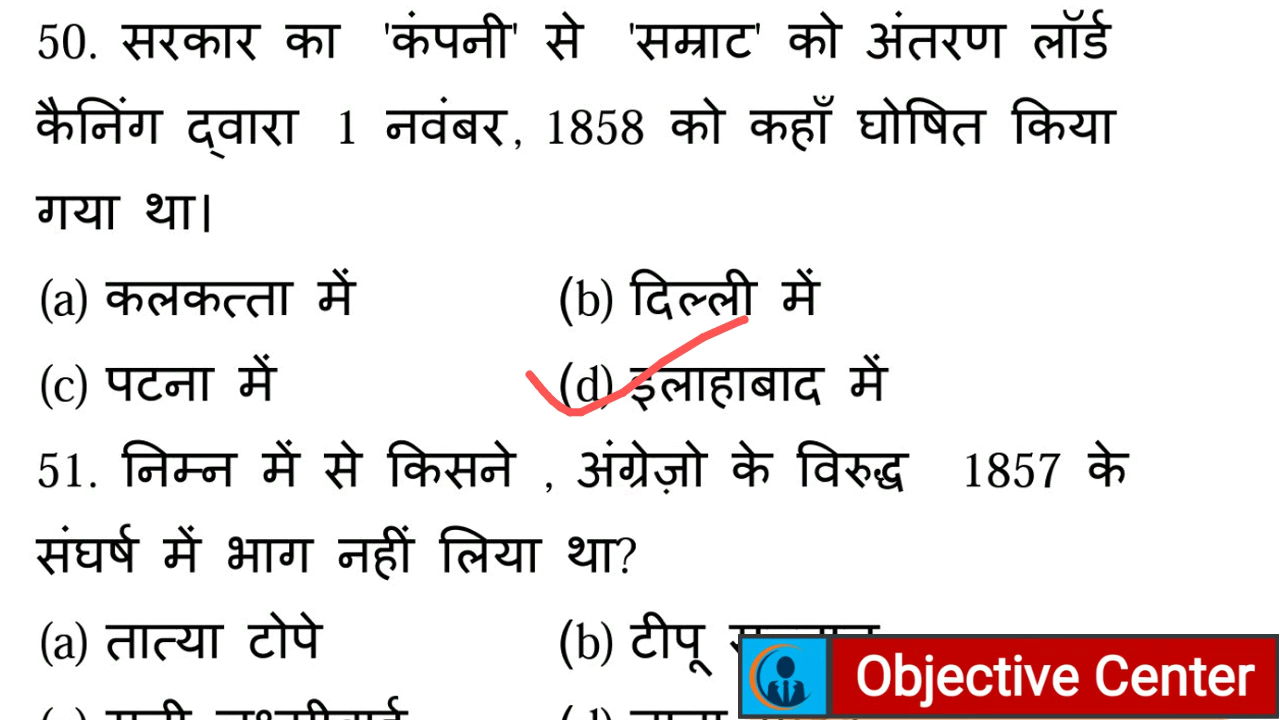 50. सरकार का 'कंपनी' से 'सम्राट' को अंतरण लॉर्ड
कैनिंग द्वारा 1 नवंबर, 1858 को कहाँ घोषित किया
गया था।
(a) कलकत्ता में (b) दिल्ली में
(c) पटना में (d) इलाहाबाद में
51. निम्न में से किसने , अंग्रेज़ो के विरुद्ध 1857 के
संघर्ष में भाग नहीं लिया था?
(a) तात्या टोपे (b) टीपू
Objective Center